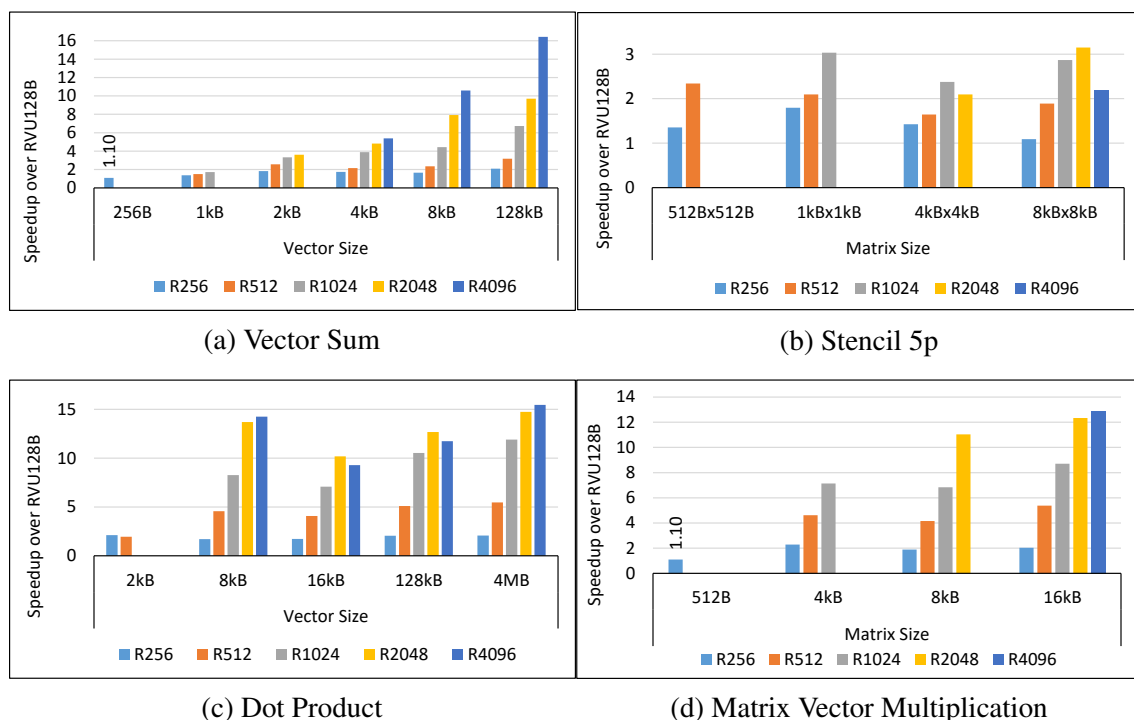 Speedup over RVU128B
16
14
12
10
8
6
4
2
0
1.10
256B 1kB 2kB 4kB 8kB 128kB
Vector Size
R256 R512 R1024 R2048 R4096
(a) Vector Sum
Speedup over RVU128B
3
2
1
0
512Bx512B 1kBx1kB 4kBx4kB 8kBx8kB
Matrix Size
R256 R512 R1024 R2048 R4096
(b) Stencil 5p
Speedup over RVU128B
15
10
5
0
2kB 8kB 16kB 128kB 4MB
Vector Size
R256 R512 R1024 R2048 R4096
(c) Dot Product
Speedup over RVU128B
14
12
10
8
6
4
2
0
1.10
512B 4kB 8kB 16kB
Matrix Size
R256 R512 R1024 R2048 R4096
(d) Matrix Vector Multiplication